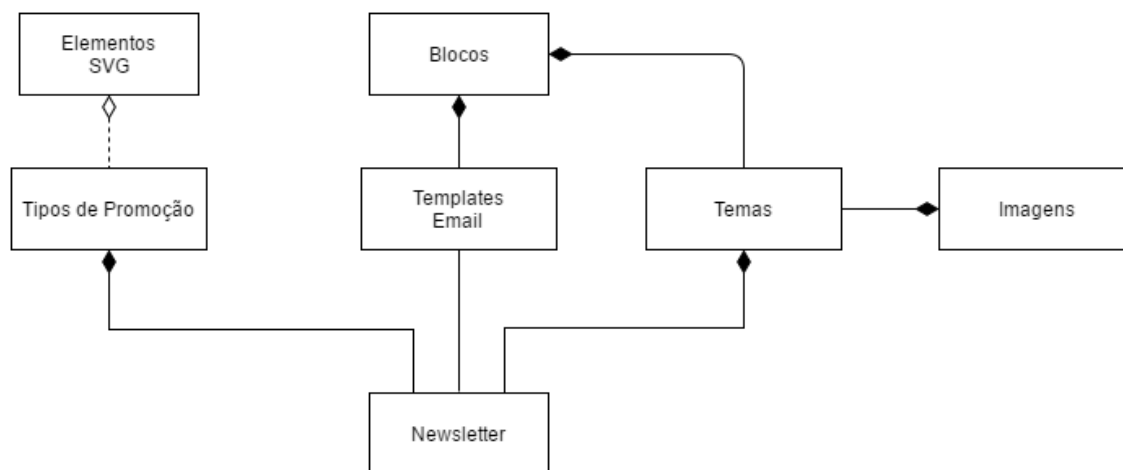 Elementos
SVG
Blocos
Tipos de Promoção
Templates
Email
Temas
Imagens
Newsletter